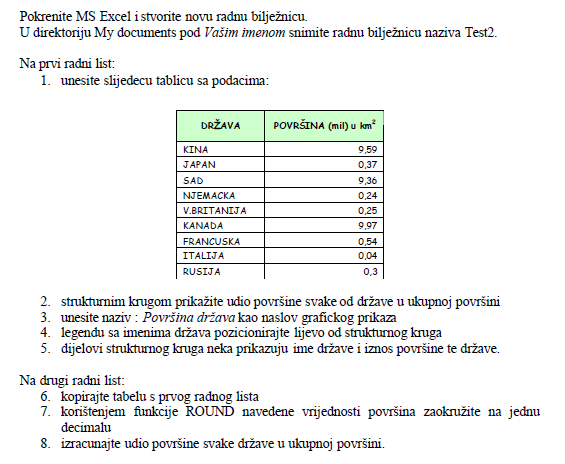 Pokrenite MS Excel i stvorite novu radnu bilježnicu.
U direktoriju My documents pod Vašim imenom snimite radnu bilježnicu naziva Test2.
Na prvi radni list:
1. unesite slijedecu tablicu sa podacima:
DRŽAVA POVRŠINA (mil) u km²
KINA 9,59
JAPAN 0,37
SAD 9,36
NJEMACKA 0,24
V.BRITANIJA 0,25
KANADA 9,97
FRANCUSKA 0,54
ITALIJA 0,04
RUSIJA 0,3
2. strukturnim krugom prikažite udio površine svake od države u ukupnoj površini
3. unesite naziv : Površina država kao naslov grafickog prikaza
4. legendu sa imenima država pozicionirajte lijevo od strukturnog kruga
5. dijelovi strukturnog kruga neka prikazuju ime države i iznos površine te države.
Na drugi radni list:
6. kopirajte tabelu s prvog radnog lista
7. korištenjem funkcije ROUND navedene vrijednosti površina zaokružite na jednu
decimalu
8. izracunajte udio površine svake države u ukupnoj površini.